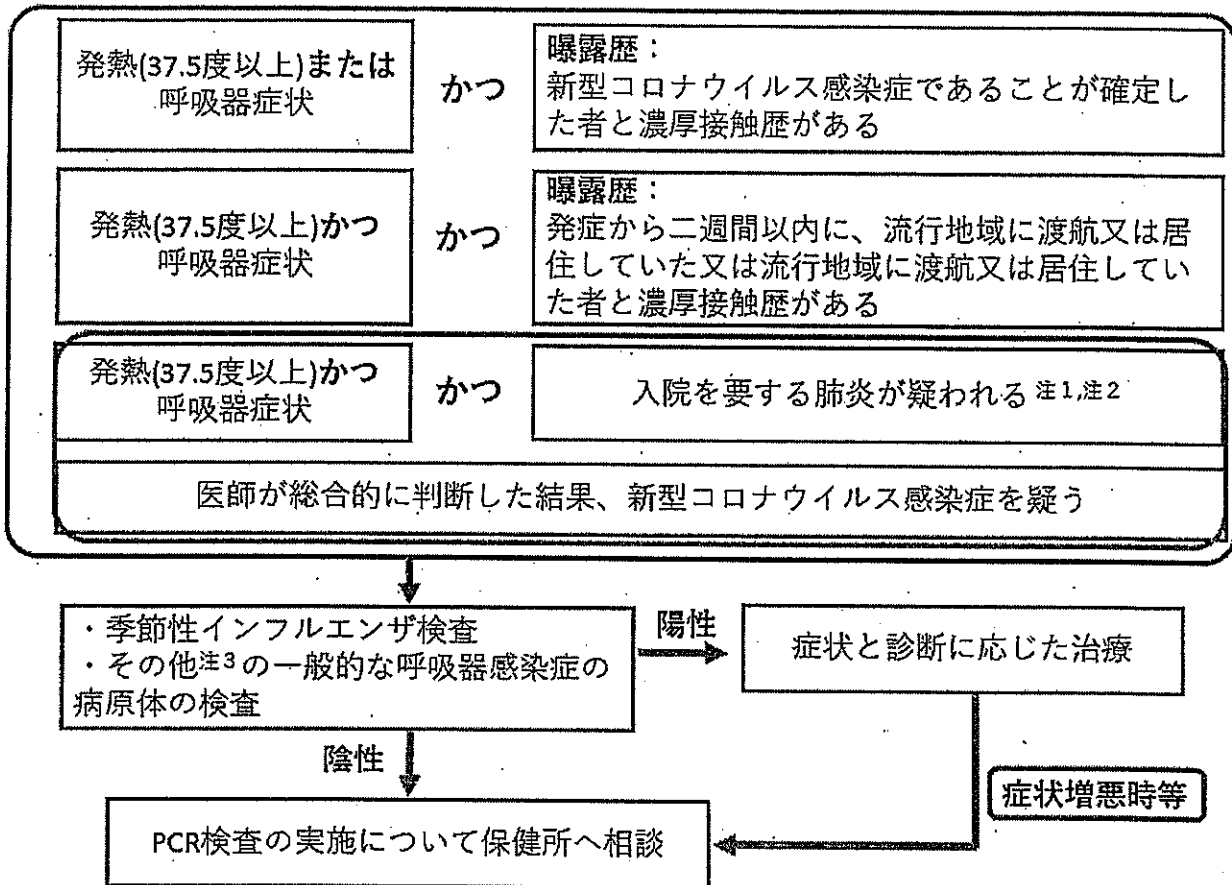 発熱(37.5度以上)または
呼吸器症状
かつ
曝露歴：
新型コロナウイルス感染症であることが確定し
た者と濃厚接触歴がある
発熱(37.5度以上)かつ
呼吸器症状
かつ
曝露歴：
発症から二週間以内に、流行地域に渡航又は居
住していた又は流行地域に渡航又は居住してい
た者と濃厚接触歴がある
発熱(37.5度以上)かつ
呼吸器症状
かつ
入院を要する肺炎が疑われる 注1,注2
医師が総合的に判断した結果、新型コロナウイルス感染症を疑う
・季節性インフルエンザ検査
・その他注3の一般的な呼吸器感染症の
病原体の検査
陽性
症状と診断に応じた治療
陰性
症状増悪時等
PCR検査の実施について保健所へ相談